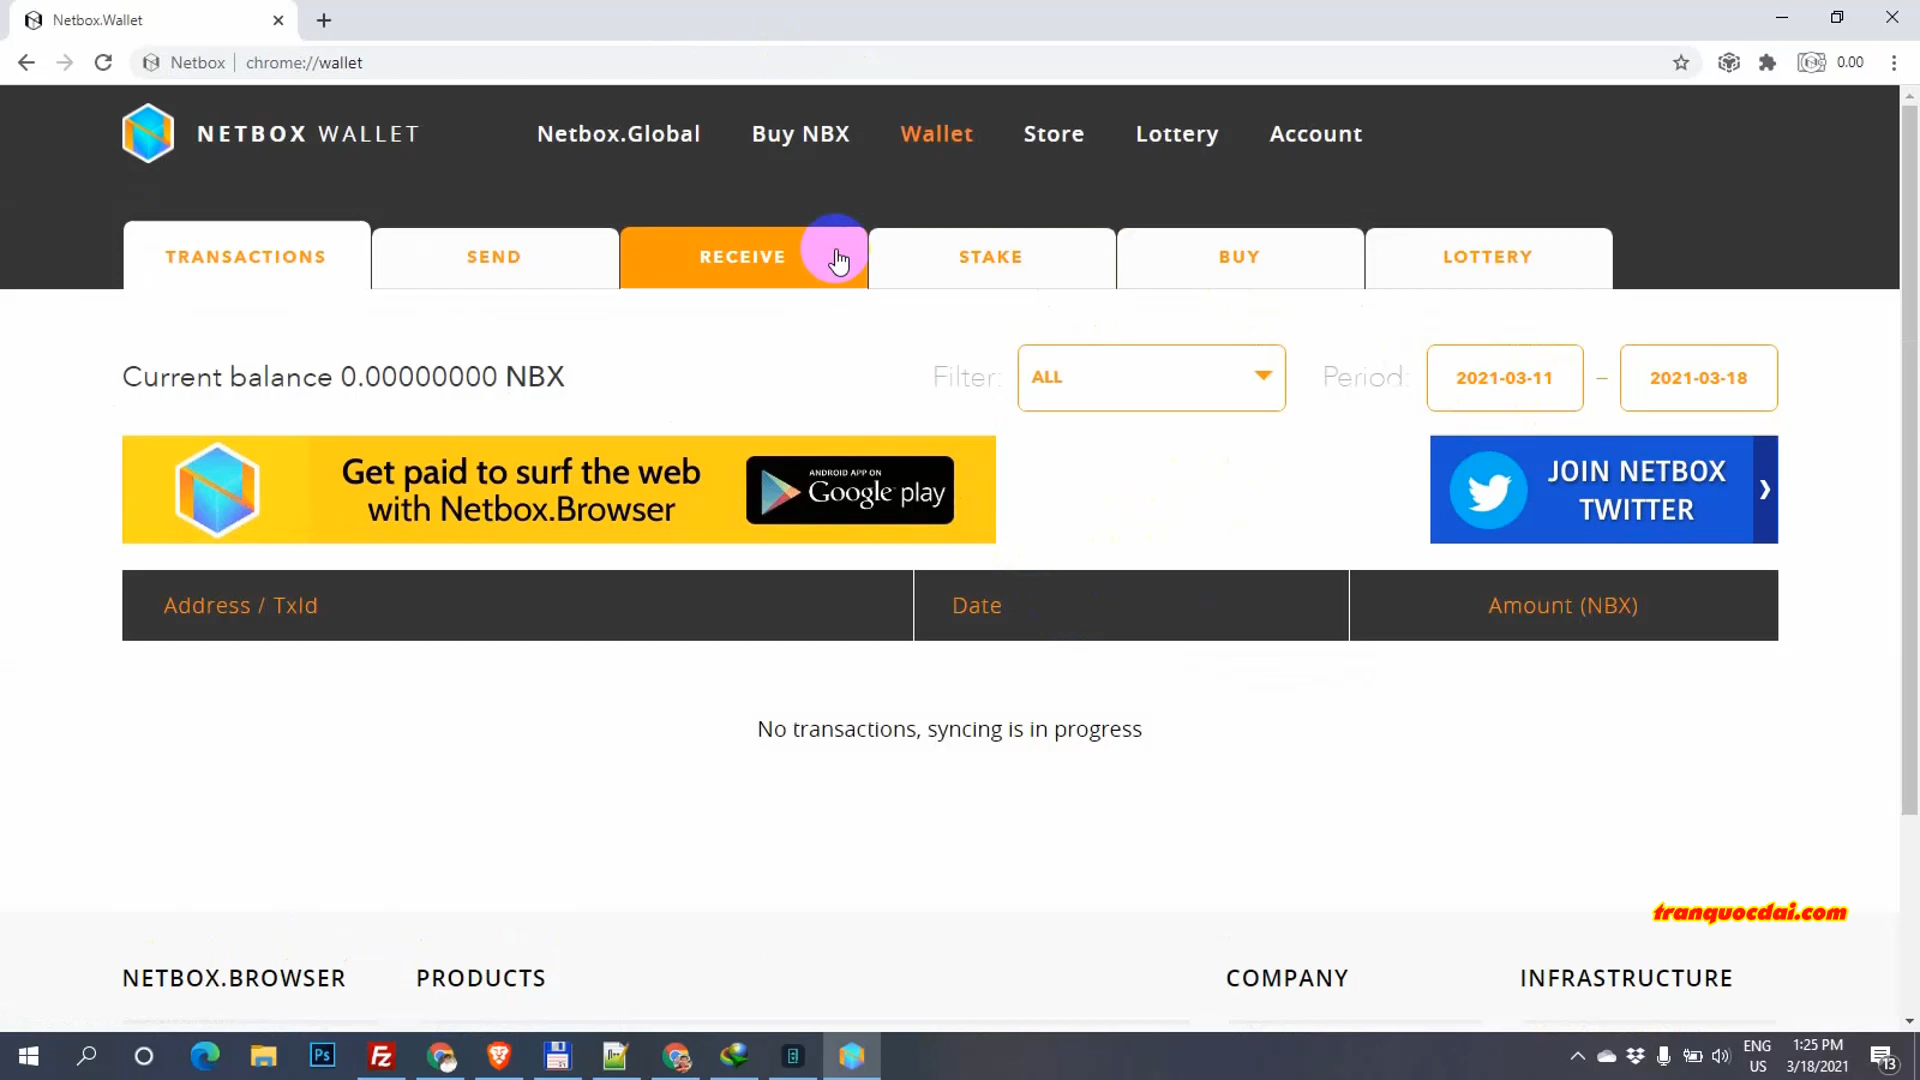 Netbox.Wallet
Netbox | chrome://wallet
0.00
NETBOX WALLET
Netbox.Global
Buy NBX
Wallet
Store
Lottery
Account
TRANSACTIONS
SEND
RECEIVE
STAKE
BUY
LOTTERY
Current balance 0.00000000 NBX
Filter:
ALL
Period:
2021-03-11
–
2021-03-18
Get paid to surf the web
with Netbox.Browser
ANDROID APP ON
Google play
JOIN NETBOX
TWITTER
Address / TxId
Date
Amount (NBX)
No transactions, syncing is in progress
tranquocdai.com
NETBOX.BROWSER
PRODUCTS
COMPANY
INFRASTRUCTURE
Ps
FZ
ENG
US
1:25 PM
3/18/2021
13